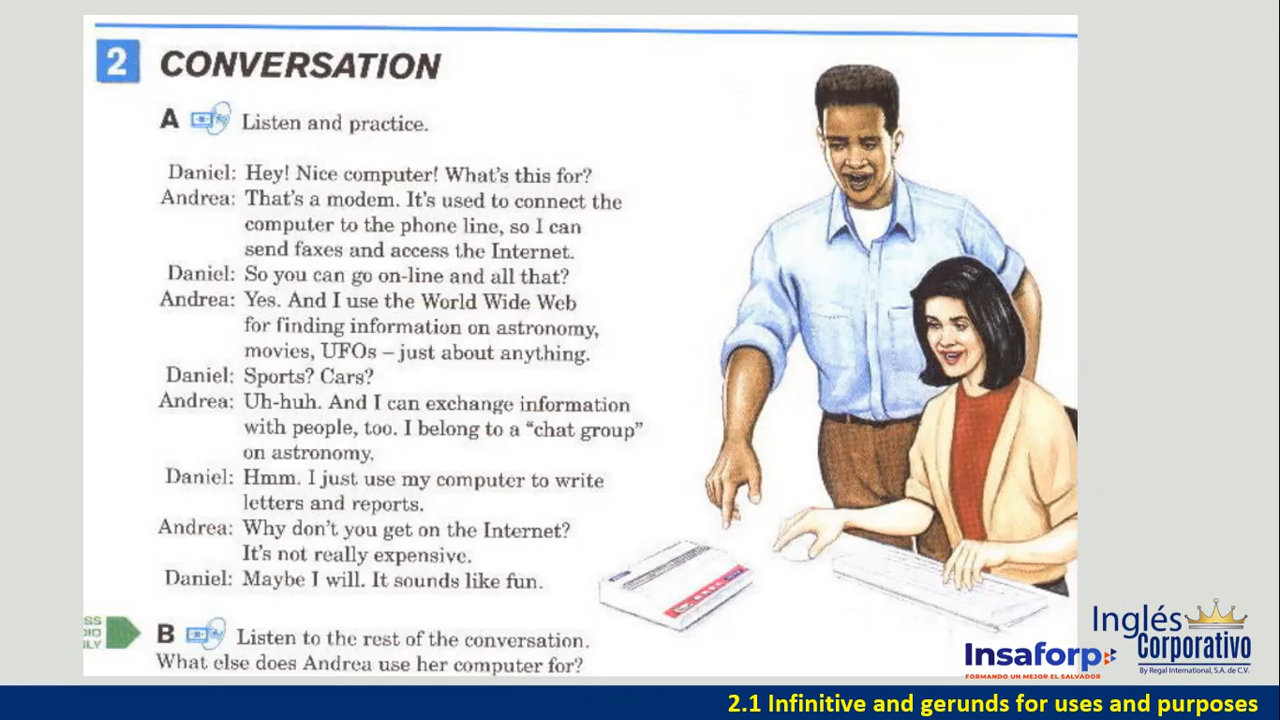 2 CONVERSATION
A Listen and practice.
Daniel: Hey! Nice computer! What's this for?
Andrea: That's a modem. It's used to connect the
computer to the phone line, so I can
send faxes and access the Internet.
Daniel: So you can go on-line and all that?
Andrea: Yes. And I use the World Wide Web
for finding information on astronomy,
movies, UFOs – just about anything.
Daniel: Sports? Cars?
Andrea: Uh-huh. And I can exchange information
with people, too. I belong to a “chat group”
on astronomy.
Daniel: Hmm. I just use my computer to write
letters and reports.
Andrea: Why don't you get on the Internet?
It's not really expensive.
Daniel: Maybe I will. It sounds like fun.
SS
DIO
NLY
B Listen to the rest of the conversation.
What else does Andrea use her computer for?
Insaforp
FORMANDO UN MEJOR EL SALVADOR
Inglés
Corporativo
By Regal International, S.A. de C.V.
2.1 Infinitive and gerunds for uses and purposes